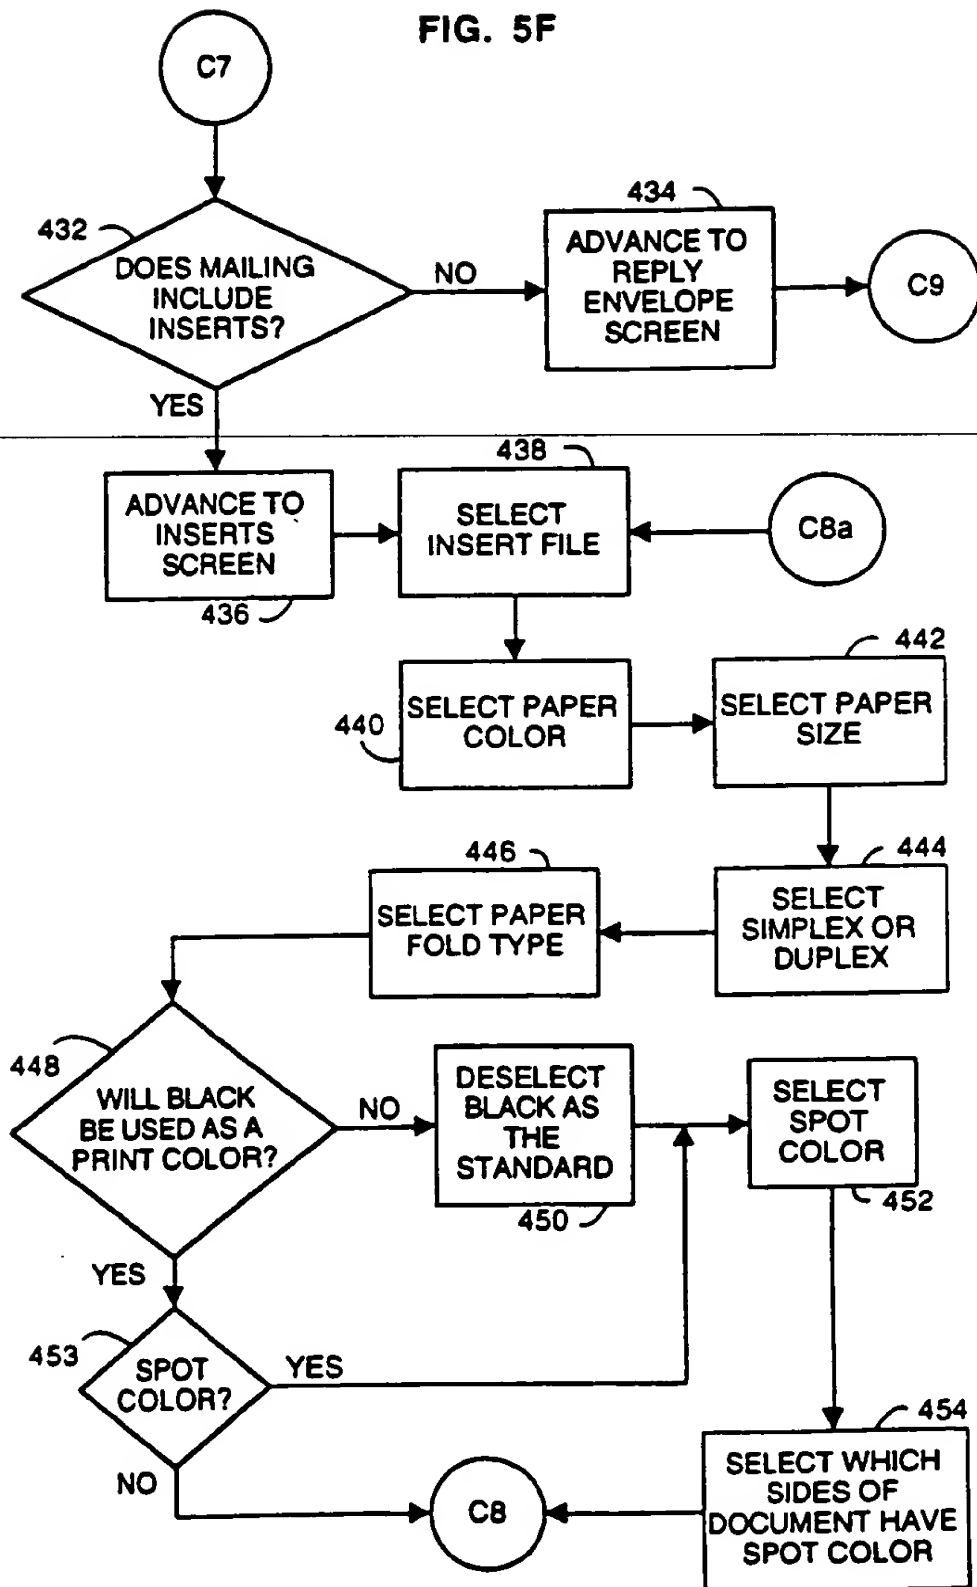 FIG. 5F
C7
432
DOES MAILING
INCLUDE
INSERTS?
NO
434
ADVANCE TO
REPLY
ENVELOPE
SCREEN
C9
YES
ADVANCE TO
INSERTS
SCREEN
436
438
SELECT
INSERT FILE
C8a
440
SELECT PAPER
COLOR
442
SELECT PAPER
SIZE
444
SELECT
SIMPLEX OR
DUPLEX
446
SELECT PAPER
FOLD TYPE
448
WILL BLACK
BE USED AS A
PRINT COLOR?
NO
DESELECT
BLACK AS
THE
STANDARD
450
SELECT
SPOT
COLOR
452
YES
453
SPOT
COLOR?
YES
NO
C8
454
SELECT WHICH
SIDES OF
DOCUMENT HAVE
SPOT COLOR